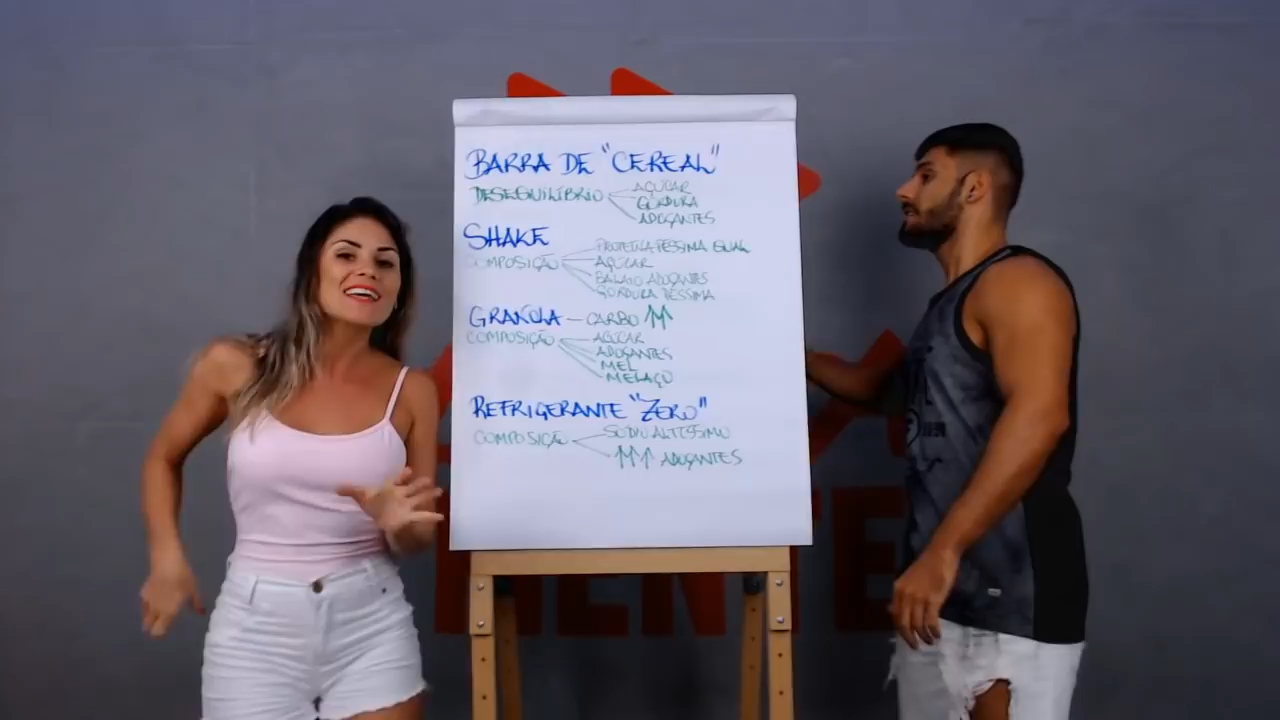 BARRA DE "CEREAL"
DESEQUILÍBRIO
AÇÚCAR
GORDURA
ADOÇANTES
SHAKE
COMPOSIÇÃO
PROTEÍNA PÉSSIMA QUAL
AÇÚCAR
BALAIO ADOÇANTES
GORDURA PÉSSIMA
GRANOLA — CARBO ↑↑
COMPOSIÇÃO
AÇÚCAR
ADOÇANTES
MEL
MELAÇO
REFRIGERANTE "ZERO"
COMPOSIÇÃO
SÓDIO ALTÍSSIMO
↑↑↑ ADOÇANTES